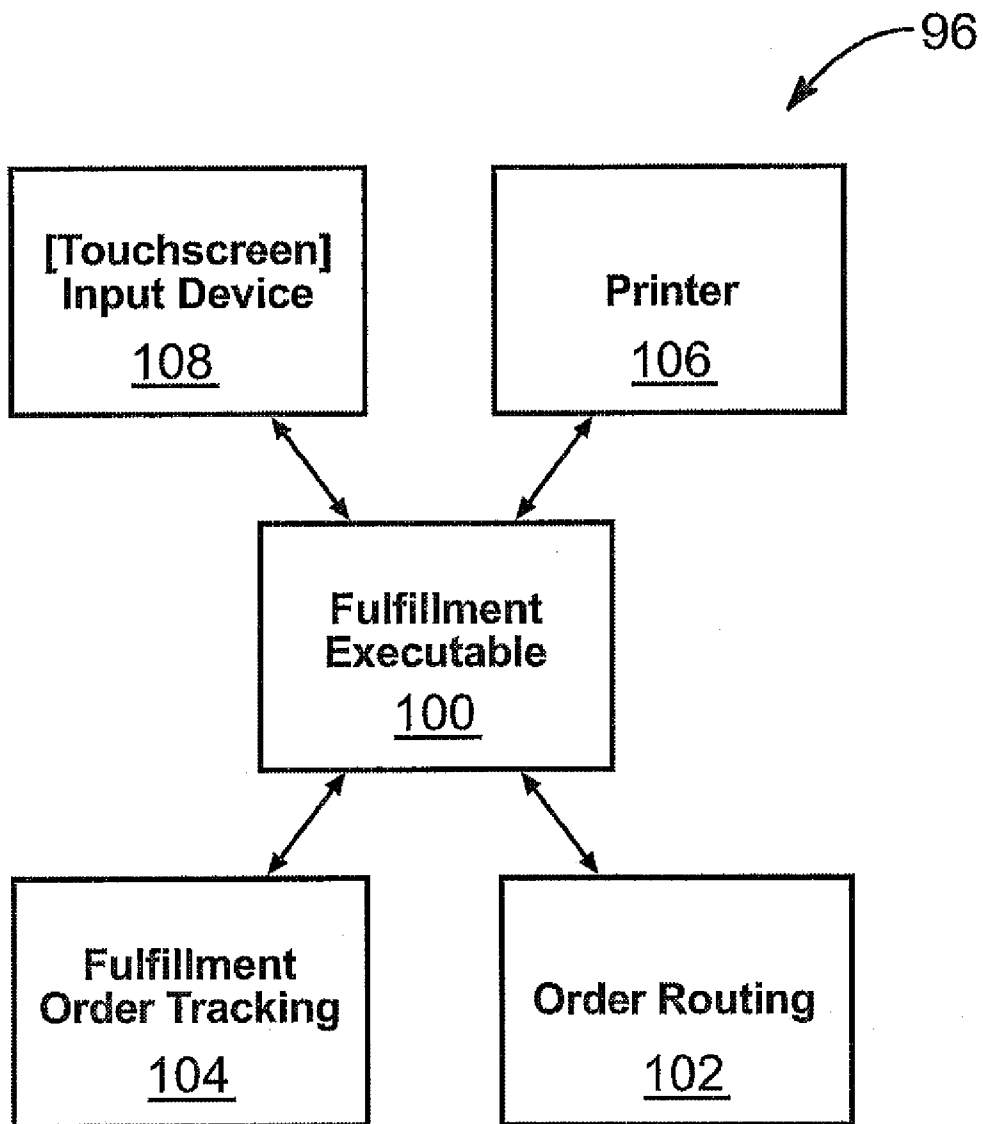 96
[Touchscreen]
Input Device
108
Printer
106
Fulfillment
Executable
100
Fulfillment
Order Tracking
104
Order Routing
102